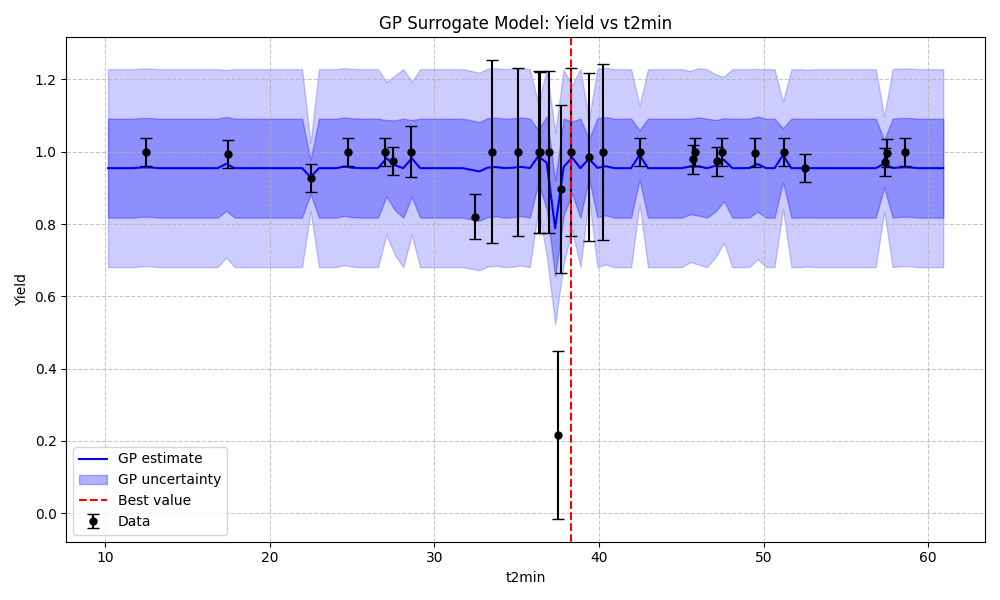 GP Surrogate Model: Yield vs t2min
Yield
1.2
1.0
0.8
0.6
0.4
0.2
0.0
GP estimate
GP uncertainty
Best value
Data
10
20
30
40
50
60
t2min